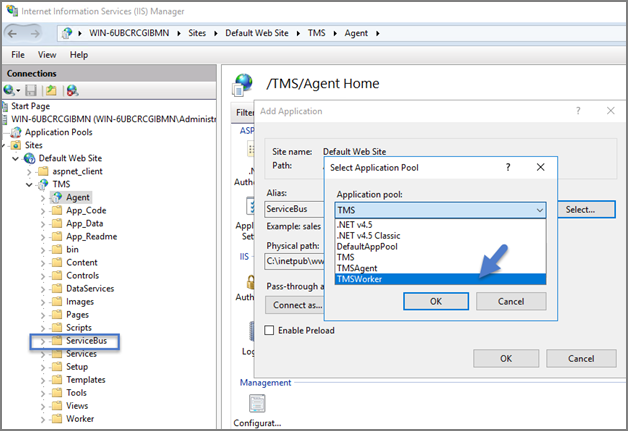 Internet Information Services (IIS) Manager
WIN-6UBCRCGIBMN
Sites
Default Web Site
TMS
Agent
File View Help
Connections
Start Page
WIN-6UBCRCGIBMN (WIN-6UBCRCGIBMN\Adminis
Application Pools
Sites
Default Web Site
aspnet_client
TMS
Agent
App_Code
App_Data
App_Readme
bin
Content
Controls
DataServices
Images
Pages
Scripts
ServiceBus
Services
Setup
Templates
Tools
Views
Worker
/TMS/Agent Home
Filter
ASP
.N
Autho
Applic
Set
IIS
Autho
Log
Management
Configurat...
Add Application
?
Site name: Default Web Site
Path:
Alias:
ServiceBus
Select...
Example: sales
Physical path:
C:\inetpub\ww
Pass-through a
Connect as...
Enable Preload
OK
Cancel
Select Application Pool
?
Application pool:
TMS
.NET v4.5
.NET v4.5 Classic
DefaultAppPool
TMS
TMSAgent
TMSWorker
OK
Cancel